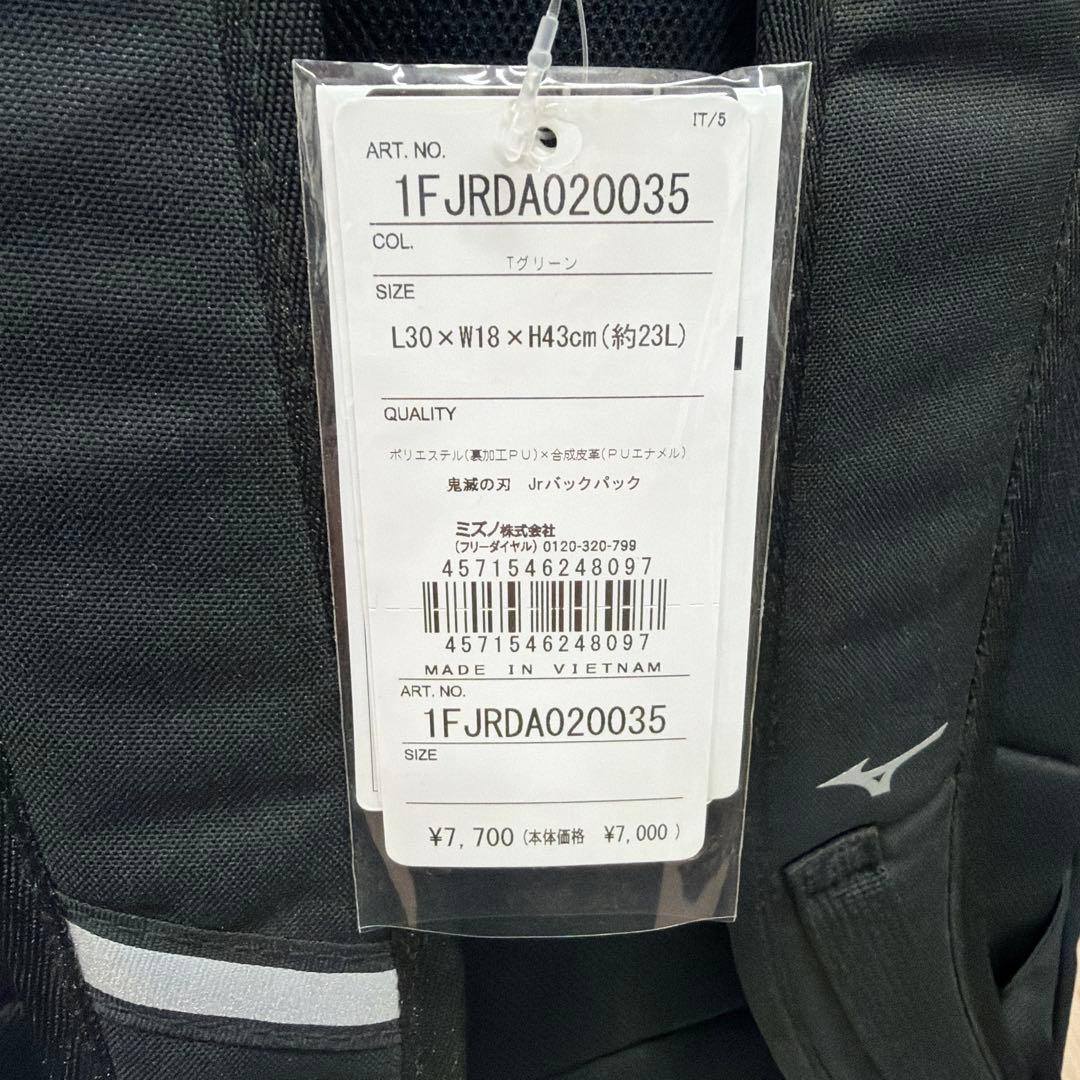 IT/5
ART. NO.
1FJRDA020035
COL.
Tグリーン
SIZE
L30×W18×H43cm(約23L)
QUALITY
ポリエステル(裏加工PU)×合成皮革(PUエナメル)
鬼滅の刃 Jrバックパック
ミズノ株式会社
(フリーダイヤル) 0120-320-799
4571546248097
4571546248097
MADE IN VIETNAM
ART. NO.
1FJRDA020035
SIZE
¥7,700 (本体価格 ¥7,000 )